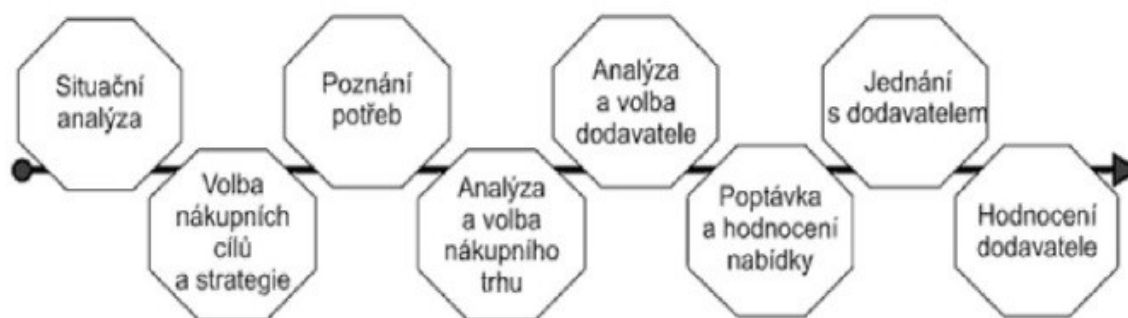 Situační
analýza
Volba
nákupních
cílů
a strategie
Poznání
potřeb
Analýza
a volba
nákupního
trhu
Analýza
a volba
dodavatele
Poptávka
a hodnocení
nabídky
Jednání
s dodavatelem
Hodnocení
dodavatele